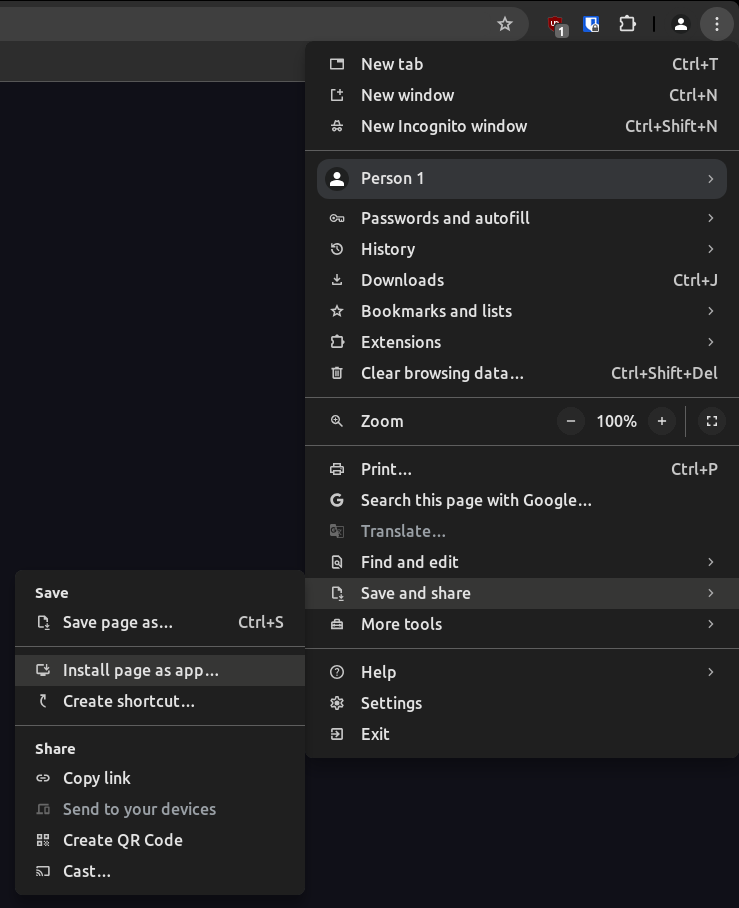 1
New tab Ctrl+T
New window Ctrl+N
New Incognito window Ctrl+Shift+N
Person 1
Passwords and autofill
History
Downloads Ctrl+J
Bookmarks and lists
Extensions
Clear browsing data... Ctrl+Shift+Del
Zoom − 100% +
Print... Ctrl+P
Search this page with Google...
Translate...
Find and edit
Save and share
More tools
Help
Settings
Exit
Save
Save page as... Ctrl+S
Install page as app...
Create shortcut...
Share
Copy link
Send to your devices
Create QR Code
Cast...